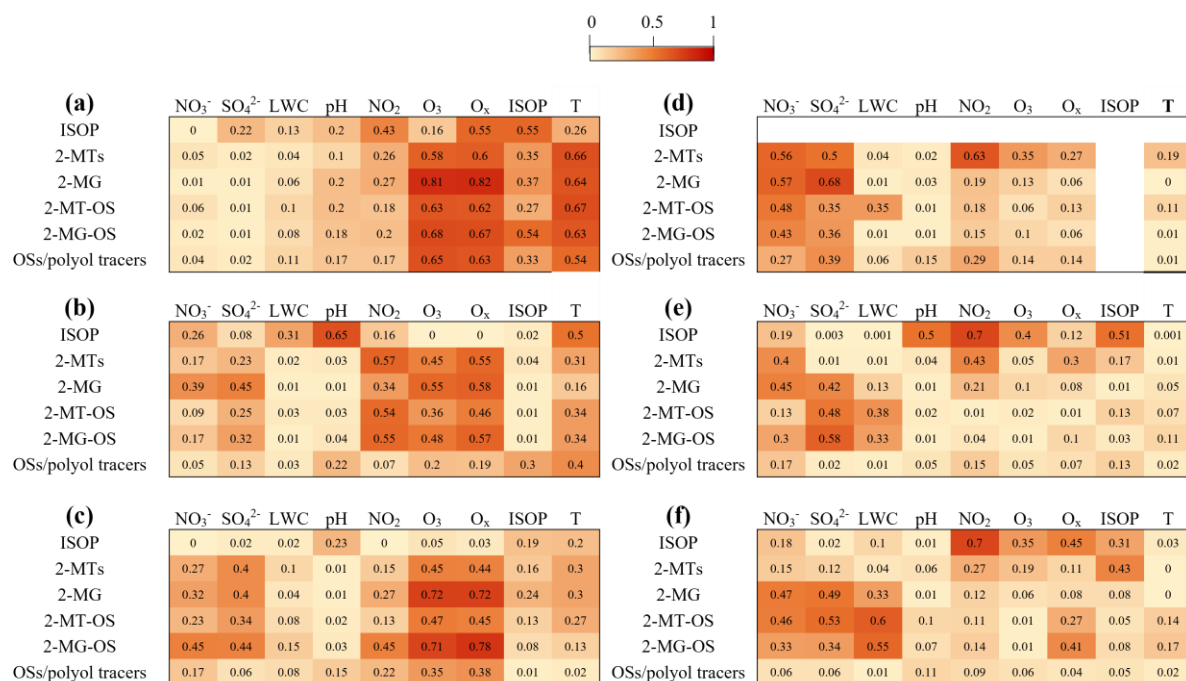 0 0.5 1
(a) NO₃⁻ SO₄²⁻ LWC pH NO₂ O₃ Oₓ ISOP T
ISOP 0 0.22 0.13 0.2 0.43 0.16 0.55 0.55 0.26
2-MTs 0.05 0.02 0.04 0.1 0.26 0.58 0.6 0.35 0.66
2-MG 0.01 0.01 0.06 0.2 0.27 0.81 0.82 0.37 0.64
2-MT-OS 0.06 0.01 0.1 0.2 0.18 0.63 0.62 0.27 0.67
2-MG-OS 0.02 0.01 0.08 0.18 0.2 0.68 0.67 0.54 0.63
OSs/polyol tracers 0.04 0.02 0.11 0.17 0.17 0.65 0.63 0.33 0.54
(b) NO₃⁻ SO₄²⁻ LWC pH NO₂ O₃ Oₓ ISOP T
ISOP 0.26 0.08 0.31 0.65 0.16 0 0 0.02 0.5
2-MTs 0.17 0.23 0.02 0.03 0.57 0.45 0.55 0.04 0.31
2-MG 0.39 0.45 0.01 0.01 0.34 0.55 0.58 0.01 0.16
2-MT-OS 0.09 0.25 0.03 0.03 0.54 0.36 0.46 0.01 0.34
2-MG-OS 0.17 0.32 0.01 0.04 0.55 0.48 0.57 0.01 0.34
OSs/polyol tracers 0.05 0.13 0.03 0.22 0.07 0.2 0.19 0.3 0.4
(c) NO₃⁻ SO₄²⁻ LWC pH NO₂ O₃ Oₓ ISOP T
ISOP 0 0.02 0.02 0.23 0 0.05 0.03 0.19 0.2
2-MTs 0.27 0.4 0.1 0.01 0.15 0.45 0.44 0.16 0.3
2-MG 0.32 0.4 0.04 0.01 0.27 0.72 0.72 0.24 0.3
2-MT-OS 0.23 0.34 0.08 0.02 0.13 0.47 0.45 0.13 0.27
2-MG-OS 0.45 0.44 0.15 0.03 0.45 0.71 0.78 0.08 0.13
OSs/polyol tracers 0.17 0.06 0.08 0.15 0.22 0.35 0.38 0.01 0.02
(d) NO₃⁻ SO₄²⁻ LWC pH NO₂ O₃ Oₓ ISOP T
ISOP
2-MTs 0.56 0.5 0.04 0.02 0.63 0.35 0.27 0.19
2-MG 0.57 0.68 0.01 0.03 0.19 0.13 0.06 0
2-MT-OS 0.48 0.35 0.35 0.01 0.18 0.06 0.13 0.11
2-MG-OS 0.43 0.36 0.01 0.01 0.15 0.1 0.06 0.01
OSs/polyol tracers 0.27 0.39 0.06 0.15 0.29 0.14 0.14 0.01
(e) NO₃⁻ SO₄²⁻ LWC pH NO₂ O₃ Oₓ ISOP T
ISOP 0.19 0.003 0.001 0.5 0.7 0.4 0.12 0.51 0.001
2-MTs 0.4 0.01 0.01 0.04 0.43 0.05 0.3 0.17 0.01
2-MG 0.45 0.42 0.13 0.01 0.21 0.1 0.08 0.01 0.05
2-MT-OS 0.13 0.48 0.38 0.02 0.01 0.02 0.01 0.13 0.07
2-MG-OS 0.3 0.58 0.33 0.01 0.04 0.01 0.1 0.03 0.11
OSs/polyol tracers 0.17 0.02 0.01 0.05 0.15 0.05 0.07 0.13 0.02
(f) NO₃⁻ SO₄²⁻ LWC pH NO₂ O₃ Oₓ ISOP T
ISOP 0.18 0.02 0.1 0.01 0.7 0.35 0.45 0.31 0.03
2-MTs 0.15 0.12 0.04 0.06 0.27 0.19 0.11 0.43 0
2-MG 0.47 0.49 0.33 0.01 0.12 0.06 0.08 0.08 0
2-MT-OS 0.46 0.53 0.6 0.1 0.11 0.01 0.27 0.06 0.14
2-MG-OS 0.33 0.34 0.55 0.07 0.14 0.01 0.41 0.08 0.17
OSs/polyol tracers 0.06 0.06 0.01 0.11 0.09 0.06 0.04 0.05 0.02